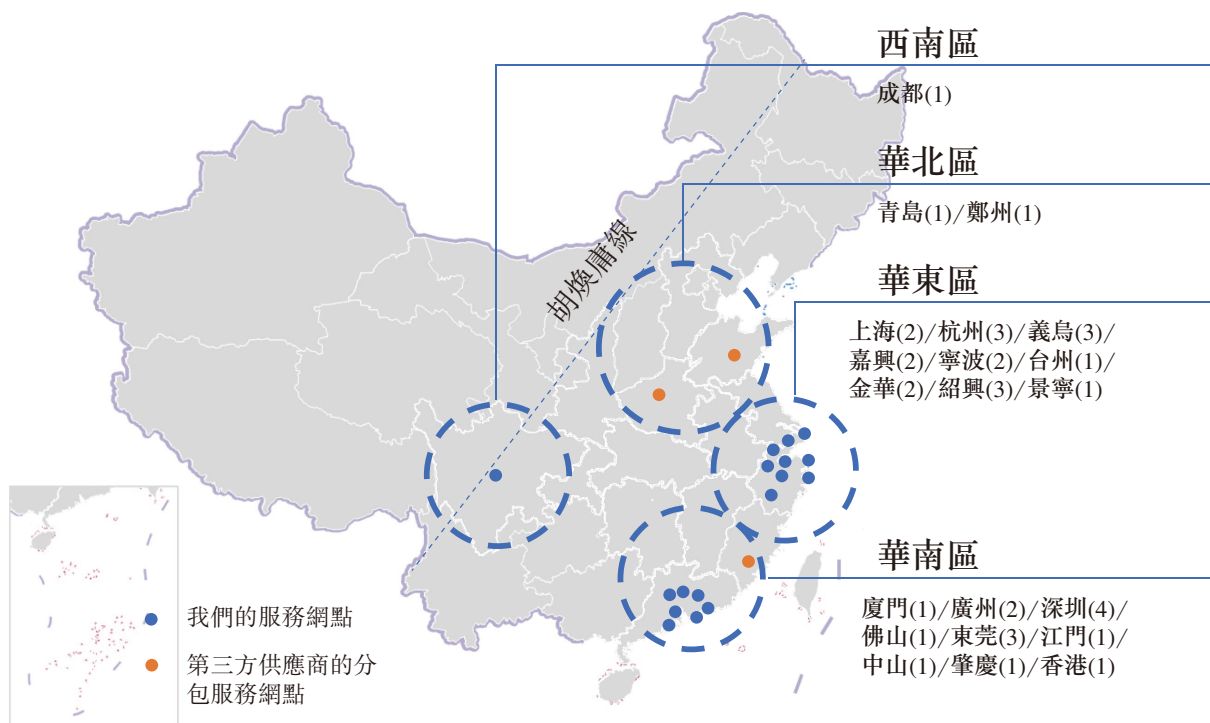 西南區
成都(1)
華北區
青島(1)/鄭州(1)
胡煥庸線
華東區
上海(2)/杭州(3)/義烏(3)/
嘉興(2)/寧波(2)/台州(1)/
金華(2)/紹興(3)/景寧(1)
華南區
廈門(1)/廣州(2)/深圳(4)/
佛山(1)/東莞(3)/江門(1)/
中山(1)/肇慶(1)/香港(1)
我們的服務網點
第三方供應商的分
包服務網點